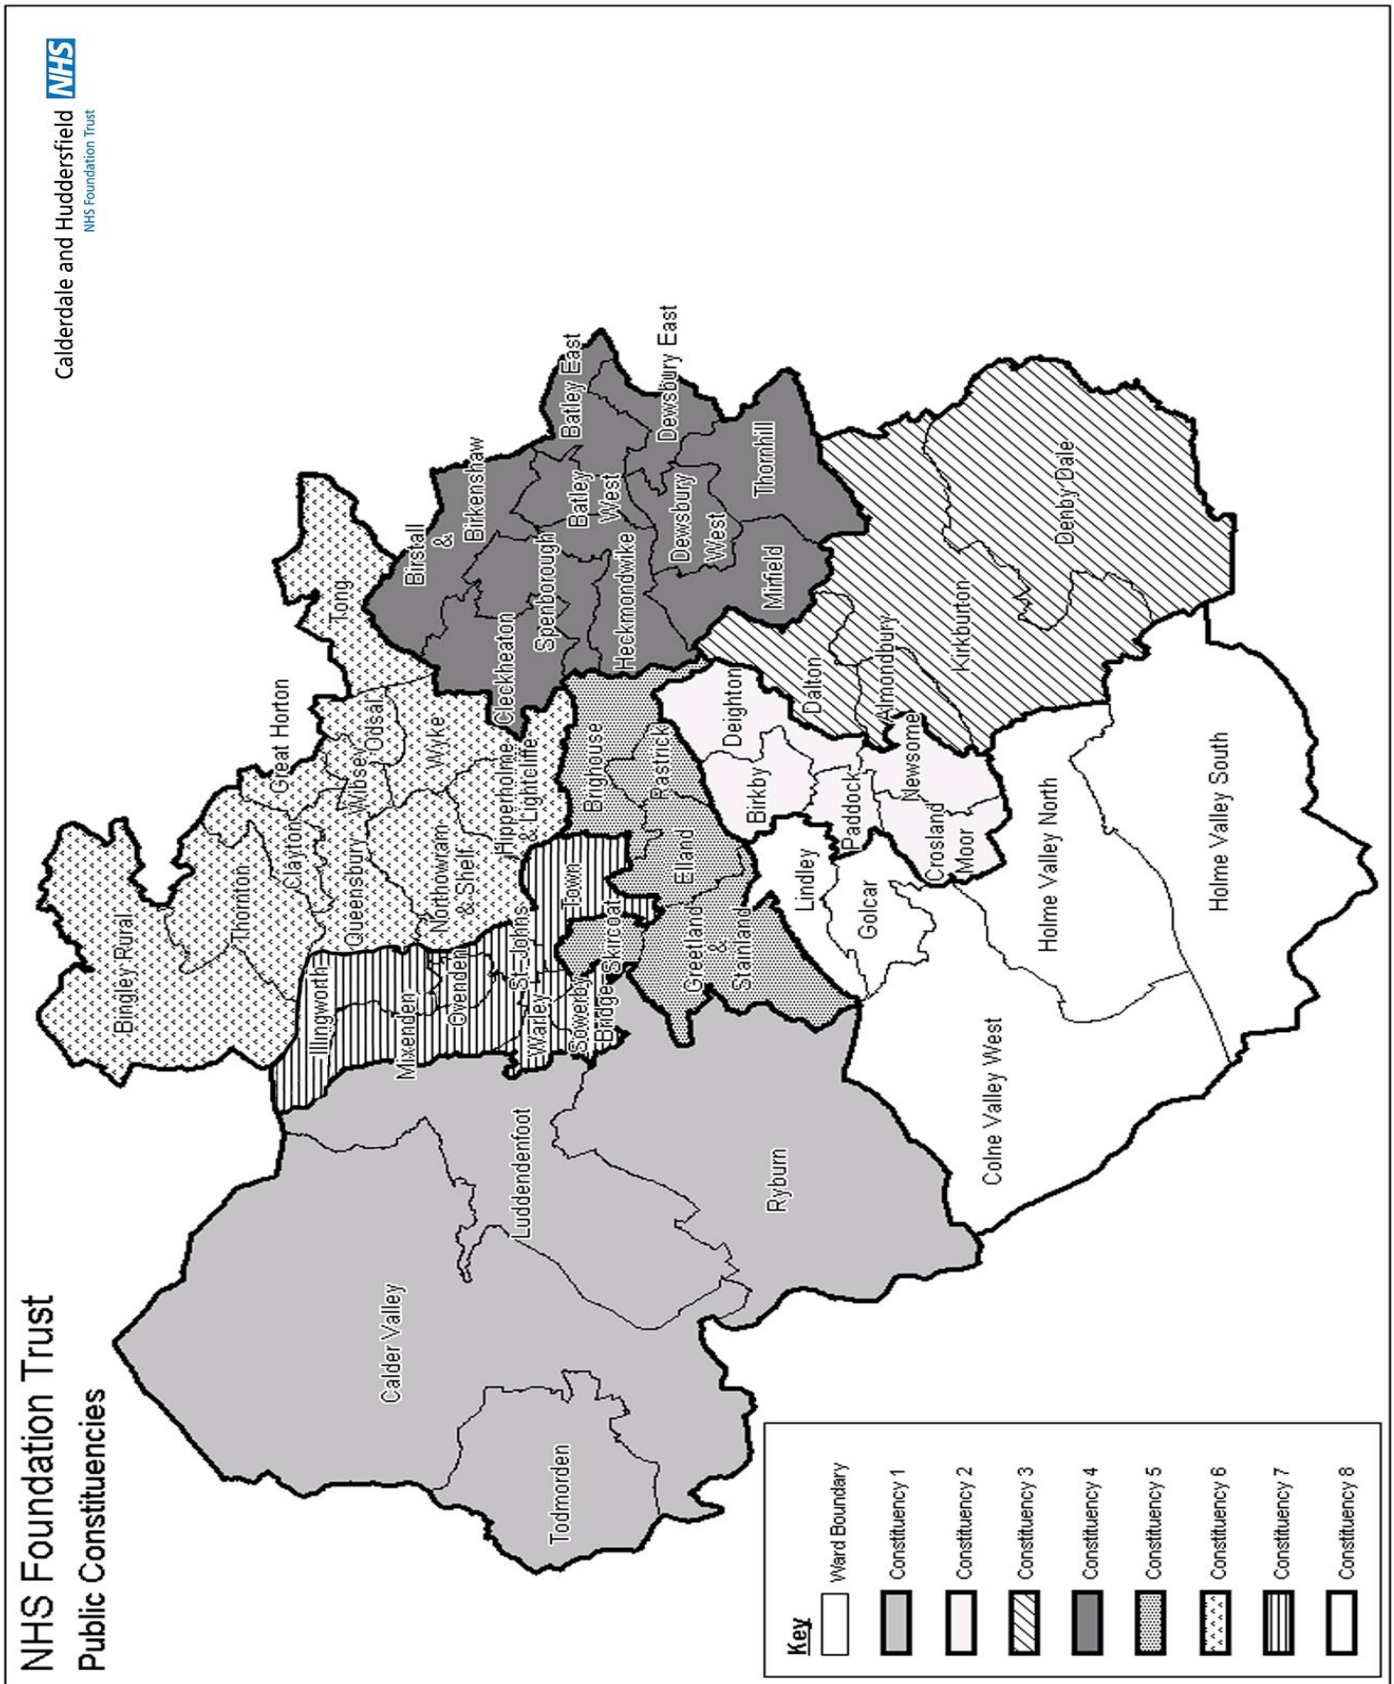 NHS Foundation Trust
Public Constituencies
Calderdale and Huddersfield NHS
NHS Foundation Trust
Bingley Rural
Thornton
Clayton
Great Horton
Queensbury
Wibsey
Odsal
Tong
Northowram
& Shelf
Wyke
Hipperholme
& Lightcliffe
Illingworth
Mixenden
Ovenden
St. Johns
Warley
Town
Sowerby
Bridge
Skircoat
Calder Valley
Luddendenfoot
Todmorden
Ryburn
Birstall
&
Birkenshaw
Cleckheaton
Spenborough
Heckmondwike
Batley
West
Batley East
Dewsbury East
Dewsbury
West
Mirfield
Thornhill
Brighouse
Rastrick
Elland
Greetland
&
Stainland
Deighton
Birkby
Paddock
Newsome
Crosland
Moor
Dalton
Almondbury
Kirkburton
Denby Dale
Lindley
Golcar
Colne Valley West
Holme Valley North
Holme Valley South
Key
Ward Boundary
Constituency 1
Constituency 2
Constituency 3
Constituency 4
Constituency 5
Constituency 6
Constituency 7
Constituency 8